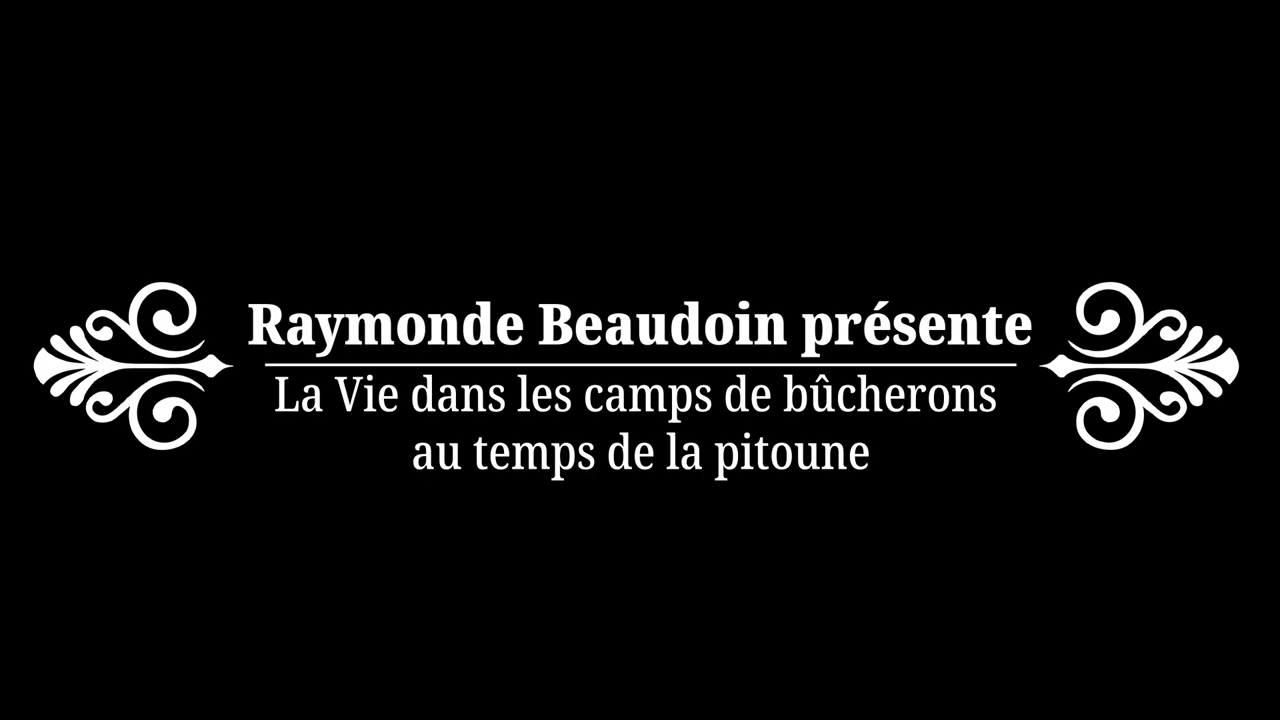 Raymonde Beaudoin présente
La Vie dans les camps de bûcherons
au temps de la pitoune